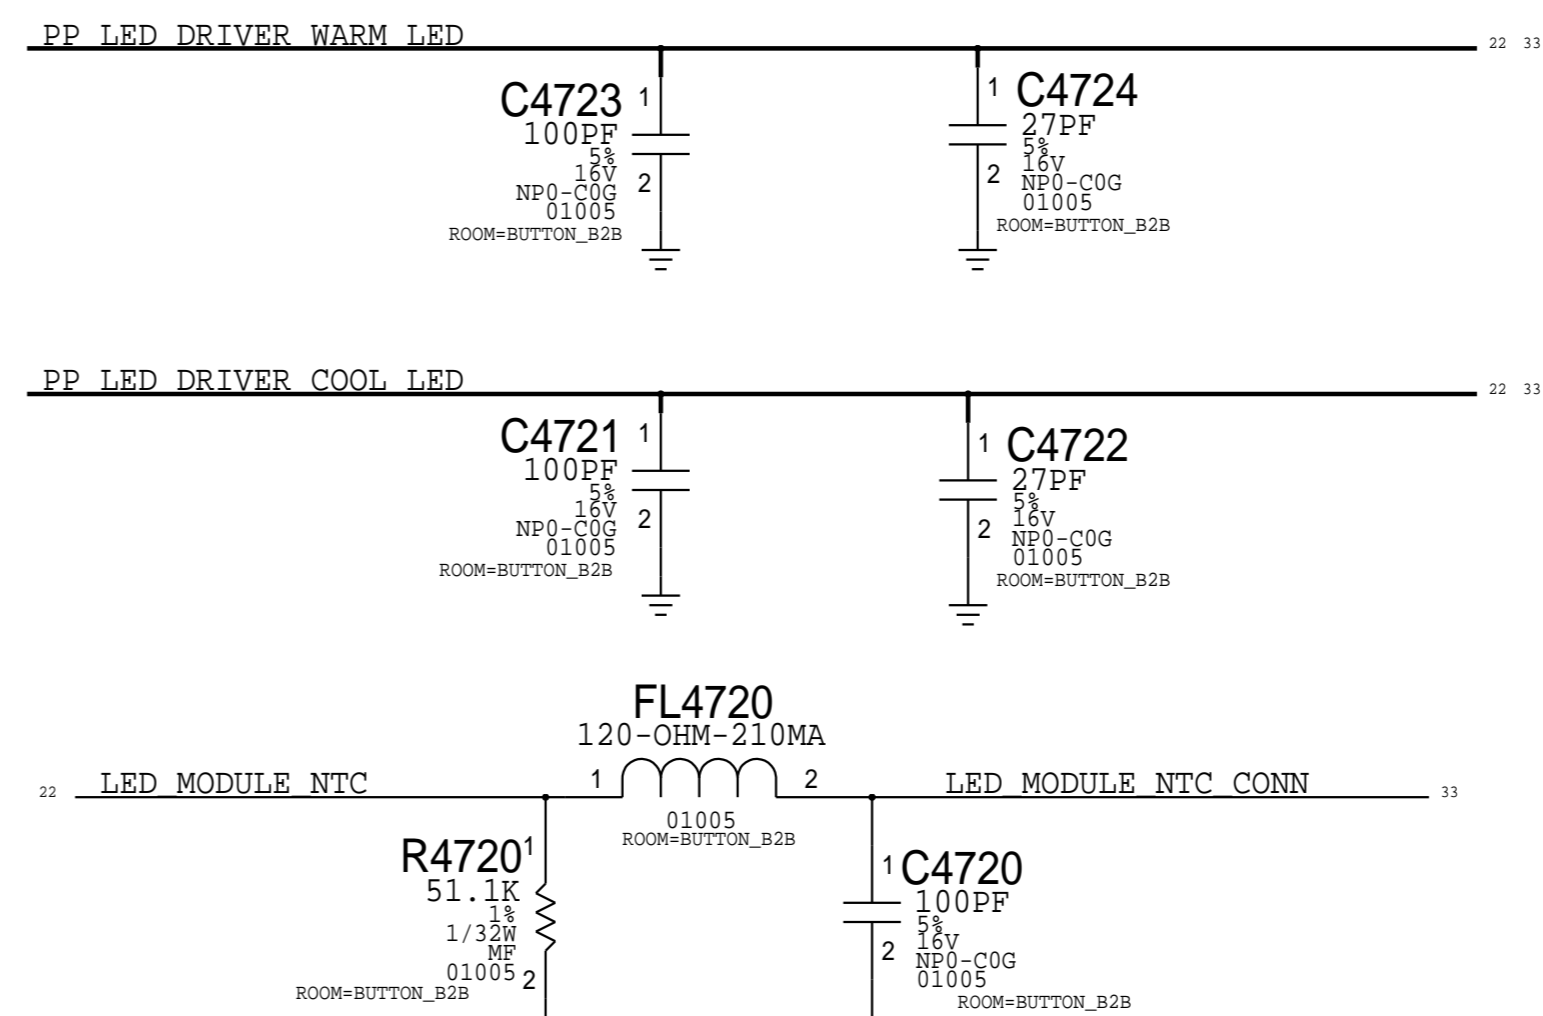 PP_LED_DRIVER_WARM_LED
22 33
C4723
1
100PF
5%
16V
2
NP0-C0G
01005
ROOM=BUTTON_B2B
1
C4724
27PF
5%
16V
2
NP0-C0G
01005
ROOM=BUTTON_B2B
PP_LED_DRIVER_COOL_LED
22 33
C4721
1
100PF
5%
16V
2
NP0-C0G
01005
ROOM=BUTTON_B2B
1
C4722
27PF
5%
16V
2
NP0-C0G
01005
ROOM=BUTTON_B2B
FL4720
120-OHM-210MA
22
LED_MODULE_NTC
1
2
LED_MODULE_NTC_CONN
33
01005
ROOM=BUTTON_B2B
R4720
1
51.1K
1%
1/32W
MF
01005
2
ROOM=BUTTON_B2B
1
C4720
100PF
5%
16V
2
NP0-C0G
01005
ROOM=BUTTON_B2B